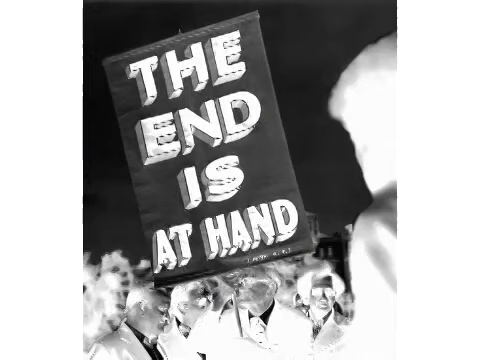 THE
END
IS
AT HAND